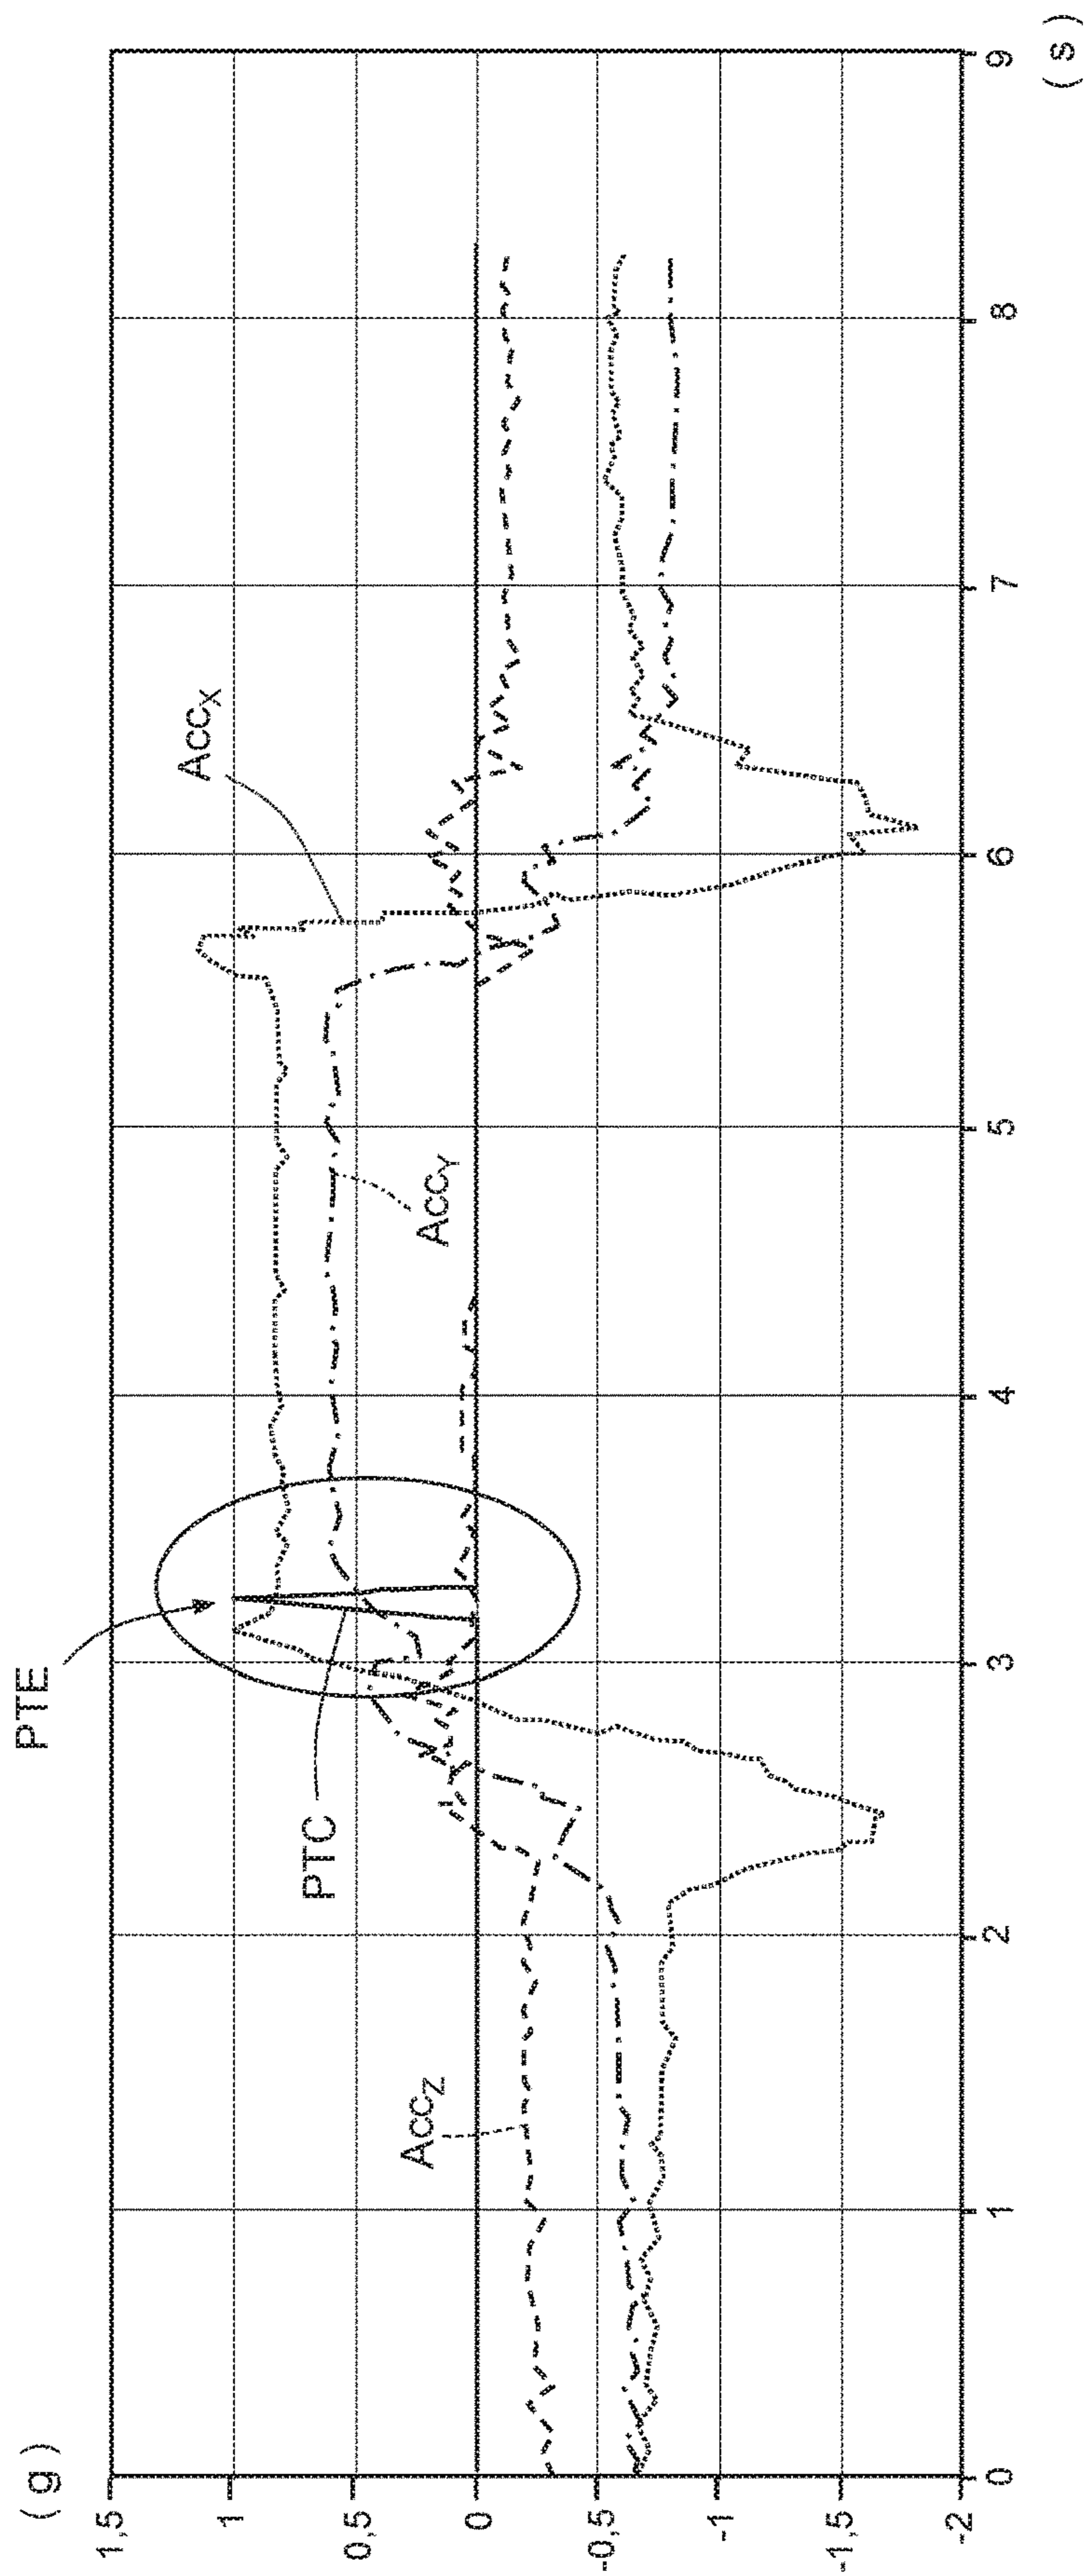 ( g )
1,5
1
0,5
0
-0,5
-1
-1,5
-2
0 1 2 3 4 5 6 7 8 9
( s )
PTE
PTC
AccX
AccY
AccZ